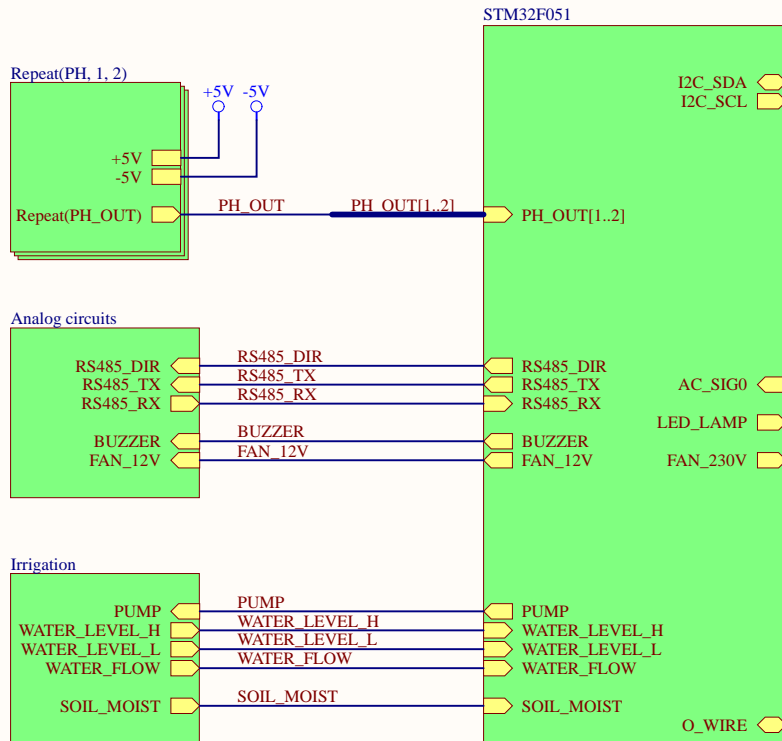 STM32F051
Repeat(PH, 1, 2)
+5V -5V
I2C_SDA
I2C_SCL
+5V
-5V
Repeat(PH_OUT) PH_OUT PH_OUT[1..2] PH_OUT[1..2]
Analog circuits
RS485_DIR RS485_DIR RS485_DIR
RS485_TX RS485_TX RS485_TX AC_SIG0
RS485_RX RS485_RX RS485_RX
LED_LAMP
BUZZER BUZZER BUZZER
FAN_12V FAN_12V FAN_12V FAN_230V
Irrigation
PUMP PUMP PUMP
WATER_LEVEL_H WATER_LEVEL_H WATER_LEVEL_H
WATER_LEVEL_L WATER_LEVEL_L WATER_LEVEL_L
WATER_FLOW WATER_FLOW WATER_FLOW
SOIL_MOIST SOIL_MOIST SOIL_MOIST
O_WIRE